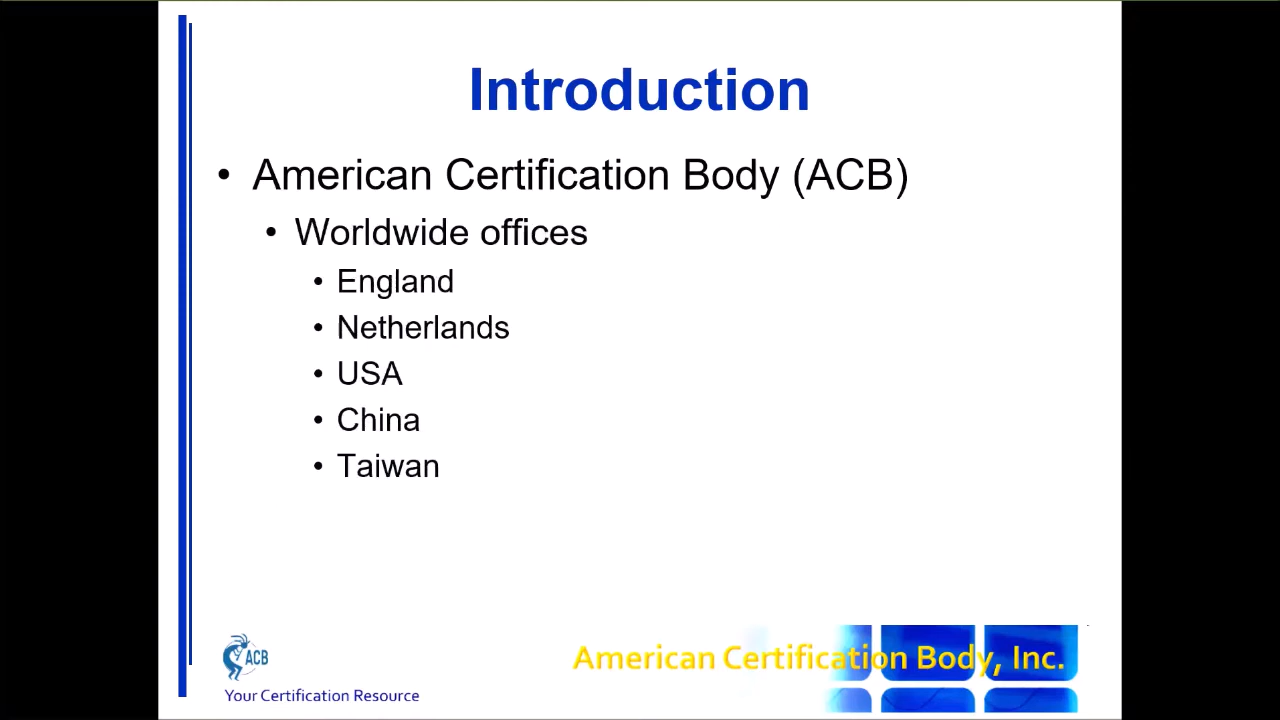 Introduction
• American Certification Body (ACB)
• Worldwide offices
• England
• Netherlands
• USA
• China
• Taiwan
ACB
Your Certification Resource
American Certification Body, Inc.